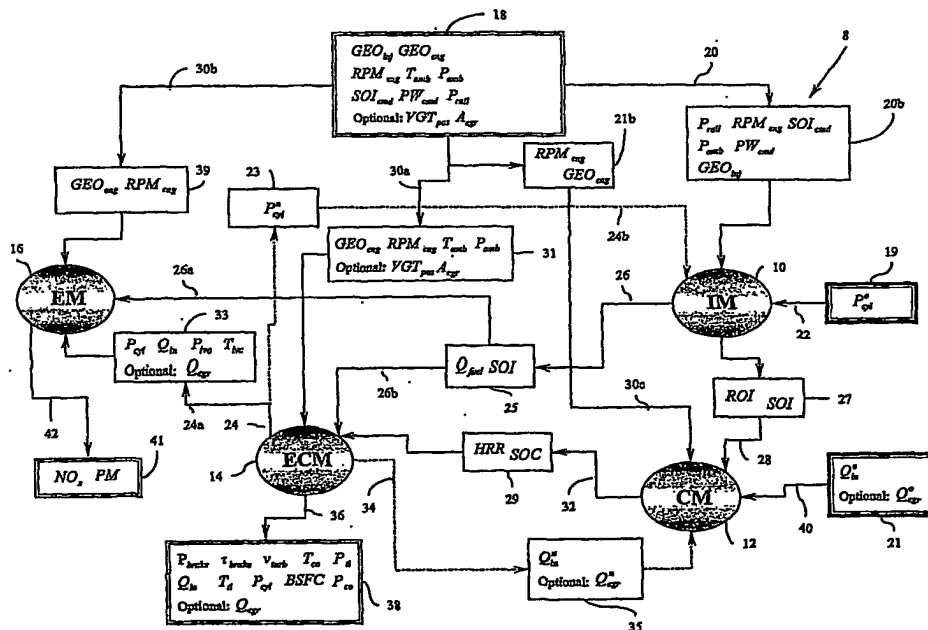 18
GEO_inj GEO_eng
RPM_eng T_amb P_amb
SOI_cmd PW_cmd P_rail
Optional: VGT_pos A_egr
30b
20
8
P_rail RPM_eng SOI_cmd
P_amb PW_cmd
GEO_inj
20b
RPM_eng
GEO_eng
21b
GEO_eng RPM_eng
39
23
P^n_cyl
30a
24b
GEO_eng RPM_eng T_amb P_amb
Optional: VGT_pos A_egr
31
16
EM
26a
26
10
IM
19
P^o_cyl
22
33
P_cyl Q_in P_ivc T_ivc
Optional: Q_egr
Q_fuel SOI
25
26b
30c
ROI SOI
27
42
24a
24
28
NO_x PM
41
14
ECM
HRR SOC
29
32
CM
12
40
Q^o_in
Optional: Q^o_egr
21
36
34
P_brake τ_brake ν_turb T_co P_ti
Q_in T_ti P_cyl BSFC P_co
Optional: Q_egr
38
Q^n_in
Optional: Q^n_egr
35